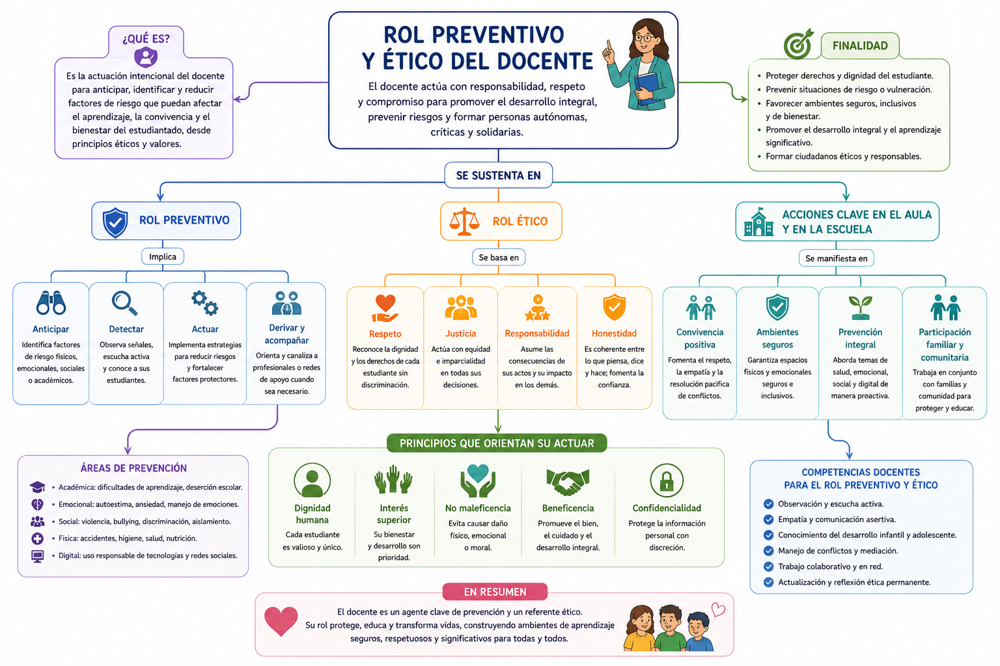 ROL PREVENTIVO
Y ÉTICO DEL DOCENTE
El docente actúa con responsabilidad, respeto
y compromiso para promover el desarrollo integral,
prevenir riesgos y formar personas autónomas,
críticas y solidarias.
¿QUÉ ES?
Es la actuación intencional del docente
para anticipar, identificar y reducir
factores de riesgo que puedan afectar
el aprendizaje, la convivencia y el
bienestar del estudiantado, desde
principios éticos y valores.
FINALIDAD
• Proteger derechos y dignidad del estudiante.
• Prevenir situaciones de riesgo o vulneración.
• Favorecer ambientes seguros, inclusivos
y de bienestar.
• Promover el desarrollo integral y el aprendizaje
significativo.
• Formar ciudadanos éticos y responsables.
SE SUSTENTA EN
ROL PREVENTIVO
Implica
Anticipar
Identifica factores
de riesgo físicos,
emocionales, sociales
o académicos.
Detectar
Observa señales,
escucha activa
y conoce a sus
estudiantes.
Actuar
Implementa estrategias
para reducir riesgos
y fortalecer
factores protectores.
Derivar y
acompañar
Orienta y canaliza a
profesionales o redes
de apoyo cuando
sea necesario.
ROL ÉTICO
Se basa en
Respeto
Reconoce la dignidad
y los derechos de cada
estudiante sin
discriminación.
Justicia
Actúa con equidad
e imparcialidad
en todas sus
decisiones.
Responsabilidad
Asume las
consecuencias de
sus actos y su impacto
en los demás.
Honestidad
Es coherente entre
lo que piensa, dice
y hace; fomenta la
confianza.
ACCIONES CLAVE EN EL AULA
Y EN LA ESCUELA
Se manifiesta en
Convivencia
positiva
Fomenta el respeto,
la empatía y la
resolución pacifica
de conflictos.
Ambientes
seguros
Garantiza espacios
físicos y emocionales
seguros e
inclusivos.
Prevención
integral
Aborda temas de
salud, emocional,
social y digital de
manera proactiva.
Participación
familiar y
comunitaria
Trabaja en conjunto
con familias y
comunidad para
proteger y educar.
ÁREAS DE PREVENCIÓN
• Académica: dificultades de aprendizaje, deserción escolar.
• Emocional: autoestima, ansiedad, manejo de emociones.
• Social: violencia, bullying, discriminación, aislamiento.
• Física: accidentes, higiene, salud, nutrición.
• Digital: uso responsable de tecnologías y redes sociales.
PRINCIPIOS QUE ORIENTAN SU ACTUAR
Dignidad
humana
Cada estudiante
es valioso y único.
Interés
superior
Su bienestar
y desarrollo son
prioridad.
No maleficencia
Evita causar daño
físico, emocional
o moral.
Beneficencia
Promueve el bien,
el cuidado y el
desarrollo integral.
Confidencialidad
Protege la información
personal con
discreción.
COMPETENCIAS DOCENTES
PARA EL ROL PREVENTIVO Y ÉTICO
Observación y escucha activa.
Empatía y comunicación asertiva.
Conocimiento del desarrollo infantil y adolescente.
Manejo de conflictos y mediación.
Trabajo colaborativo y en red.
Actualización y reflexión ética permanente.
EN RESUMEN
El docente es un agente clave de prevención y un referente ético.
Su rol protege, educa y transforma vidas, construyendo ambientes de aprendizaje
seguros, respetuosos y significativos para todas y todos.